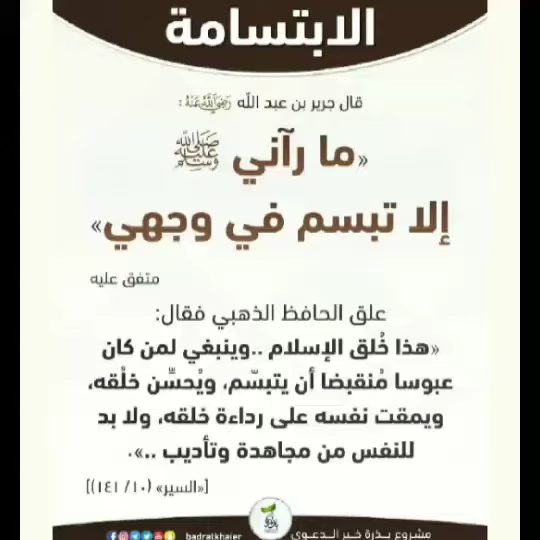 الابتسامة
قال جرير بن عبد الله رضي الله عنه :
«ما رآني ﷺ
إلا تبسم في وجهي»
متفق عليه
علق الحافظ الذهبي فقال:
«هذا خُلق الإسلام ..وينبغي لمن كان
عبوسا مُنقبضا أن يتبسّم، ويُحسِّن خلُقه،
ويمقت نفسه على رداءة خلقه، ولا بد
للنفس من مجاهدة وتأديب ..».
[«السير» (١٠/ ١٤١)]
مشروع بذرة خير الدعوي
badratkhaier